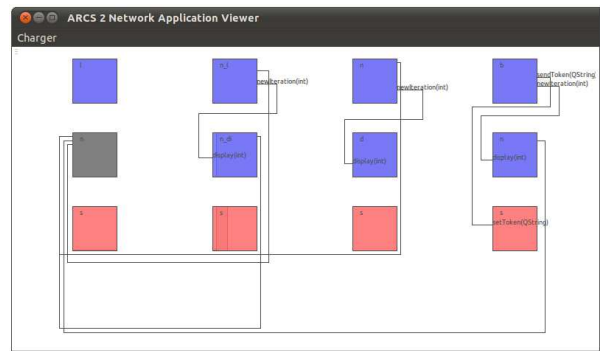 ARCS 2 Network Application Viewer
Charger
l
n_l
n
b
newIteration(int)
newIteration(int)
sendToken(QString
newIteration(int)
n
n_di
d
n
display(int)
display(int)
display(int)
s
s
s
s
setToken(QString)